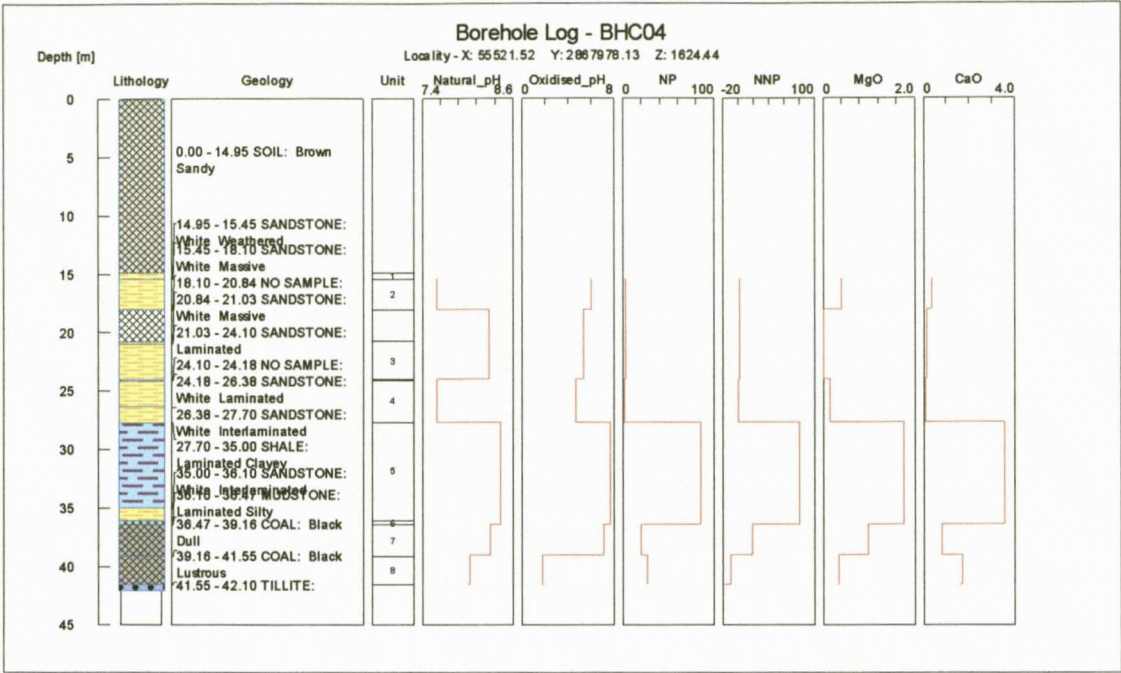 Borehole Log - BHC04
Locality - X: 55521.52 Y: 2867978.13 Z: 1624.44
Depth [m]
Lithology Geology Unit Natural_pH Oxidised_pH NP NNP MgO CaO
7.4 8.6 0 8 0 100 -20 100 0 2.0 0 4.0
0
5
10
15
20
25
30
35
40
45
0.00 - 14.95 SOIL: Brown
Sandy
14.95 - 15.45 SANDSTONE:
White Weathered
15.45 - 18.10 SANDSTONE:
White Massive
18.10 - 20.84 NO SAMPLE:
20.84 - 21.03 SANDSTONE:
White Massive
21.03 - 24.10 SANDSTONE:
Laminated
24.10 - 24.18 NO SAMPLE:
24.18 - 26.38 SANDSTONE:
White Laminated
26.38 - 27.70 SANDSTONE:
White Interlaminated
27.70 - 35.00 SHALE:
Laminated Clayey
35.00 - 36.10 SANDSTONE:
White Interlaminated
36.10 - 36.47 MUDSTONE:
Laminated Silty
36.47 - 39.16 COAL: Black
Dull
39.16 - 41.55 COAL: Black
Lustrous
41.55 - 42.10 TILLITE:
1
2
3
4
5
6
7
8